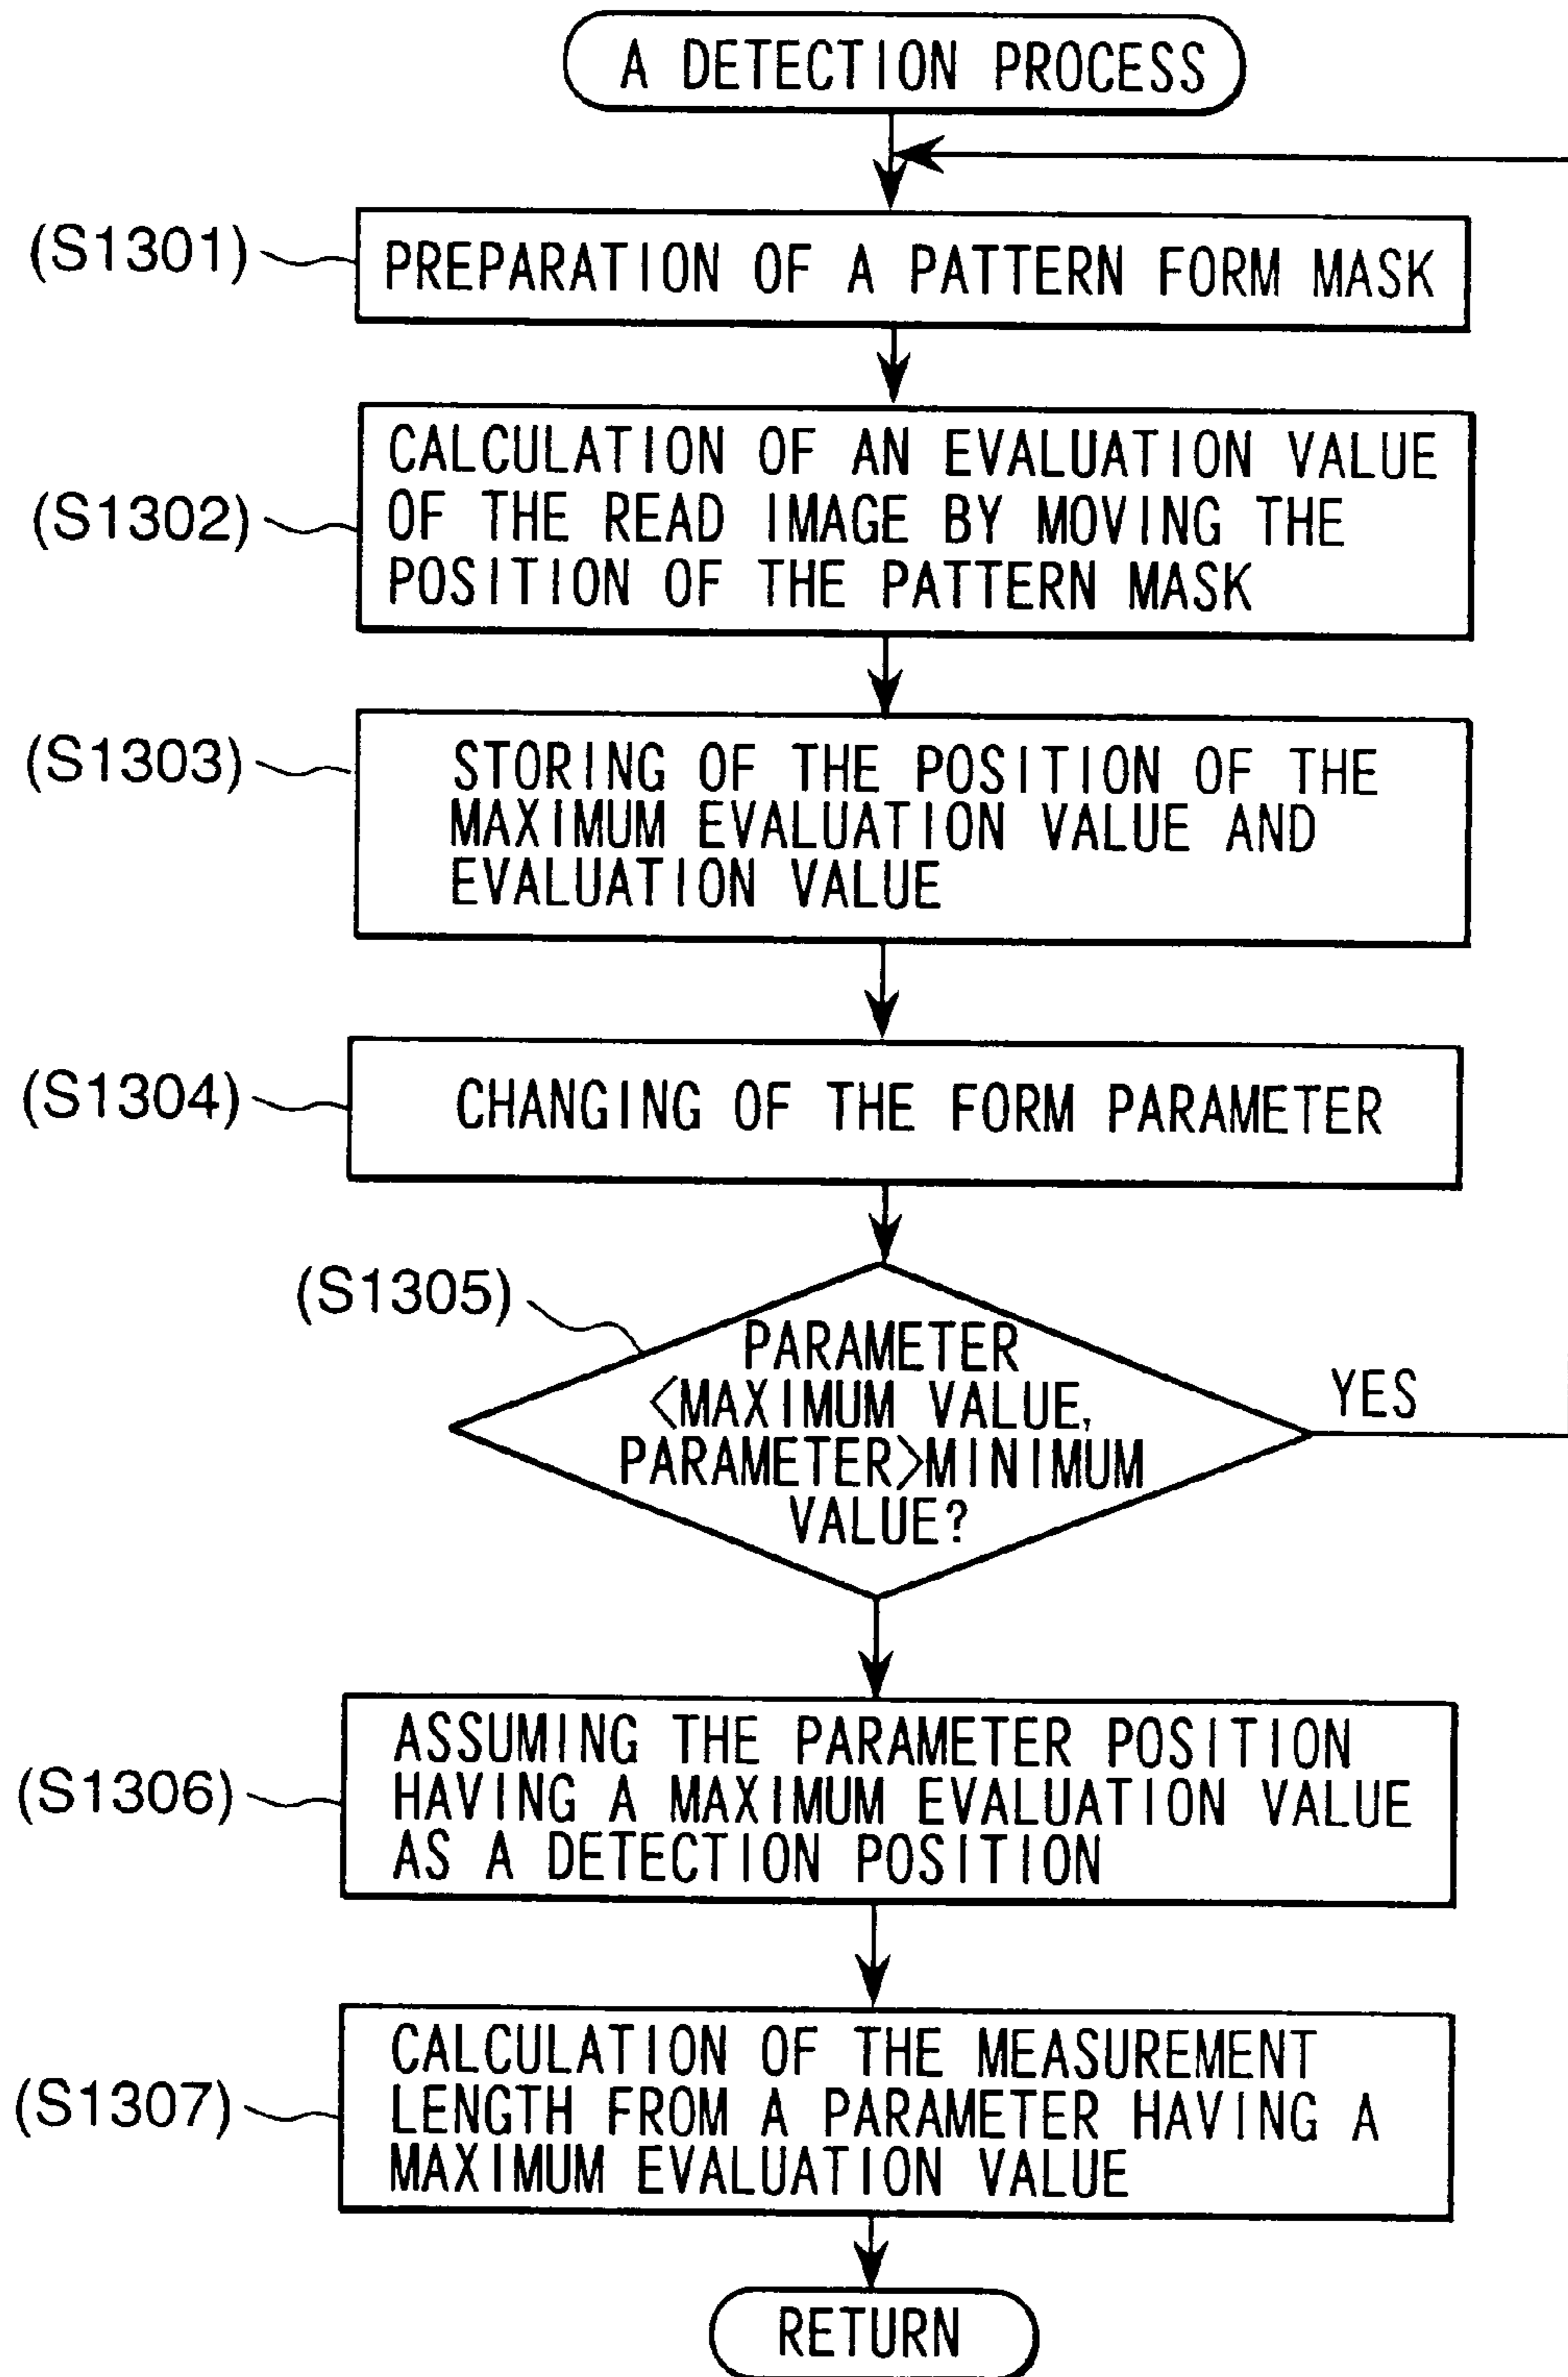 A DETECTION PROCESS
(S1301)
PREPARATION OF A PATTERN FORM MASK
(S1302)
CALCULATION OF AN EVALUATION VALUE
OF THE READ IMAGE BY MOVING THE
POSITION OF THE PATTERN MASK
(S1303)
STORING OF THE POSITION OF THE
MAXIMUM EVALUATION VALUE AND
EVALUATION VALUE
(S1304)
CHANGING OF THE FORM PARAMETER
(S1305)
PARAMETER
<MAXIMUM VALUE,
PARAMETER>MINIMUM
VALUE?
YES
(S1306)
ASSUMING THE PARAMETER POSITION
HAVING A MAXIMUM EVALUATION VALUE
AS A DETECTION POSITION
(S1307)
CALCULATION OF THE MEASUREMENT
LENGTH FROM A PARAMETER HAVING A
MAXIMUM EVALUATION VALUE
RETURN